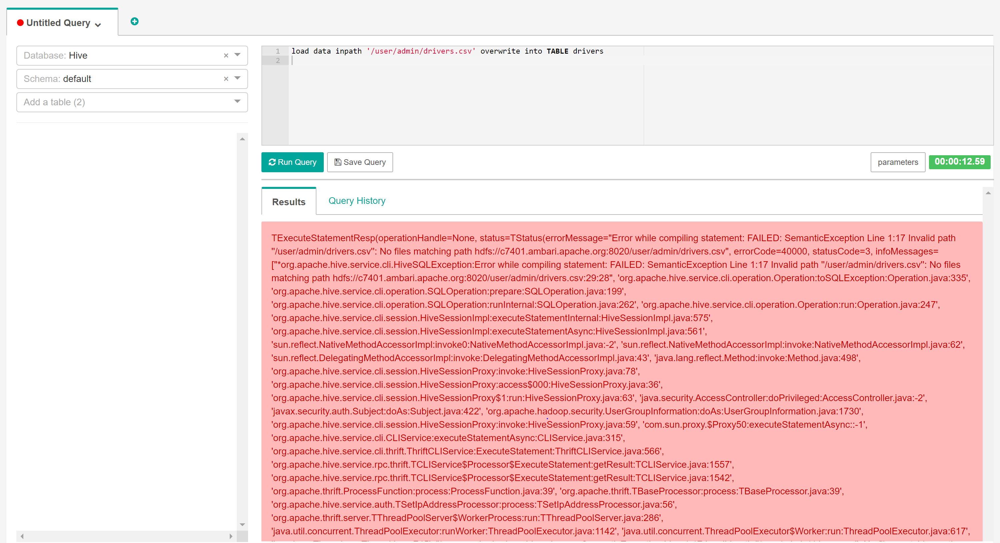 Untitled Query
Database: Hive
Schema: default
Add a table (2)
1 load data inpath '/user/admin/drivers.csv' overwrite into TABLE drivers
2
Run Query Save Query parameters 00:00:12.59
Results Query History
TExecuteStatementResp(operationHandle=None, status=TStatus(errorMessage="Error while compiling statement: FAILED: SemanticException Line 1:17 Invalid path
"/user/admin/drivers.csv": No files matching path hdfs://c7401.ambari.apache.org:8020/user/admin/drivers.csv", errorCode=40000, statusCode=3, infoMessages=
["*org.apache.hive.service.cli.HiveSQLException:Error while compiling statement: FAILED: SemanticException Line 1:17 Invalid path "/user/admin/drivers.csv": No files
matching path hdfs://c7401.ambari.apache.org:8020/user/admin/drivers.csv:29:28", 'org.apache.hive.service.cli.operation.Operation:toSQLException:Operation.java:335',
'org.apache.hive.service.cli.operation.SQLOperation:prepare:SQLOperation.java:199',
'org.apache.hive.service.cli.operation.SQLOperation:runInternal:SQLOperation.java:262', 'org.apache.hive.service.cli.operation.Operation:run:Operation.java:247',
'org.apache.hive.service.cli.session.HiveSessionImpl:executeStatementInternal:HiveSessionImpl.java:575',
'org.apache.hive.service.cli.session.HiveSessionImpl:executeStatementAsync:HiveSessionImpl.java:561',
'sun.reflect.NativeMethodAccessorImpl:invoke0:NativeMethodAccessorImpl.java:-2', 'sun.reflect.NativeMethodAccessorImpl:invoke:NativeMethodAccessorImpl.java:62',
'sun.reflect.DelegatingMethodAccessorImpl:invoke:DelegatingMethodAccessorImpl.java:43', 'java.lang.reflect.Method:invoke:Method.java:498',
'org.apache.hive.service.cli.session.HiveSessionProxy:invoke:HiveSessionProxy.java:78',
'org.apache.hive.service.cli.session.HiveSessionProxy:access$000:HiveSessionProxy.java:36',
'org.apache.hive.service.cli.session.HiveSessionProxy$1:run:HiveSessionProxy.java:63', 'java.security.AccessController:doPrivileged:AccessController.java:-2',
'javax.security.auth.Subject:doAs:Subject.java:422', 'org.apache.hadoop.security.UserGroupInformation:doAs:UserGroupInformation.java:1730',
'org.apache.hive.service.cli.session.HiveSessionProxy:invoke:HiveSessionProxy.java:59', 'com.sun.proxy.$Proxy50:executeStatementAsync::-1',
'org.apache.hive.service.cli.CLIService:executeStatementAsync:CLIService.java:315',
'org.apache.hive.service.cli.thrift.ThriftCLIService:ExecuteStatement:ThriftCLIService.java:566',
'org.apache.hive.service.rpc.thrift.TCLIService$Processor$ExecuteStatement:getResult:TCLIService.java:1557',
'org.apache.hive.service.rpc.thrift.TCLIService$Processor$ExecuteStatement:getResult:TCLIService.java:1542',
'org.apache.thrift.ProcessFunction:process:ProcessFunction.java:39', 'org.apache.thrift.TBaseProcessor:process:TBaseProcessor.java:39',
'org.apache.hive.service.auth.TSetIpAddressProcessor:process:TSetIpAddressProcessor.java:56',
'org.apache.thrift.server.TThreadPoolServer$WorkerProcess:run:TThreadPoolServer.java:286',
'java.util.concurrent.ThreadPoolExecutor:runWorker:ThreadPoolExecutor.java:1142', 'java.util.concurrent.ThreadPoolExecutor$Worker:run:ThreadPoolExecutor.java:617',